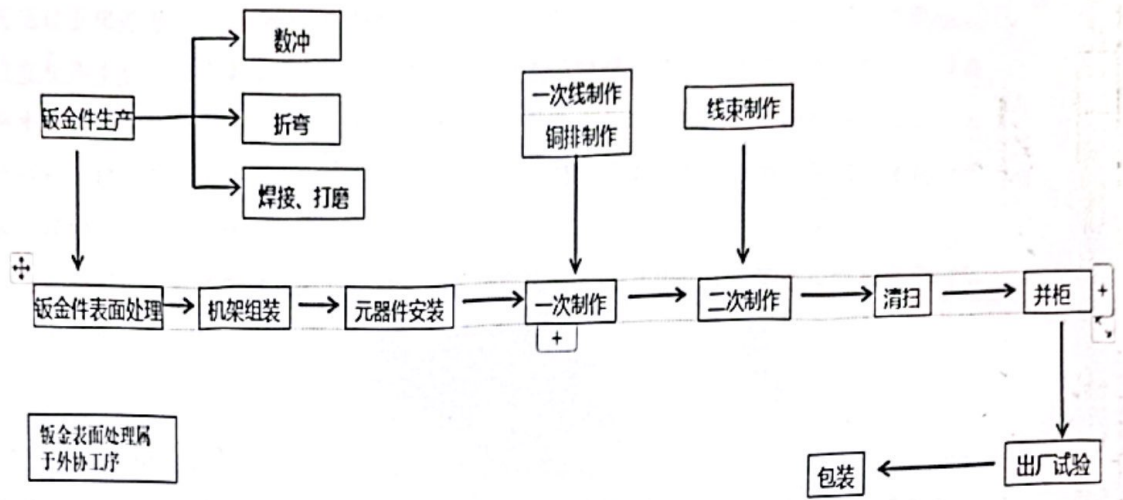 数冲
钣金件生产
折弯
焊接、打磨
一次线制作
铜排制作
线束制作
钣金件表面处理
机架组装
元器件安装
一次制作
二次制作
清扫
并柜
+
+
钣金表面处理属
于外协工序
出厂试验
包装